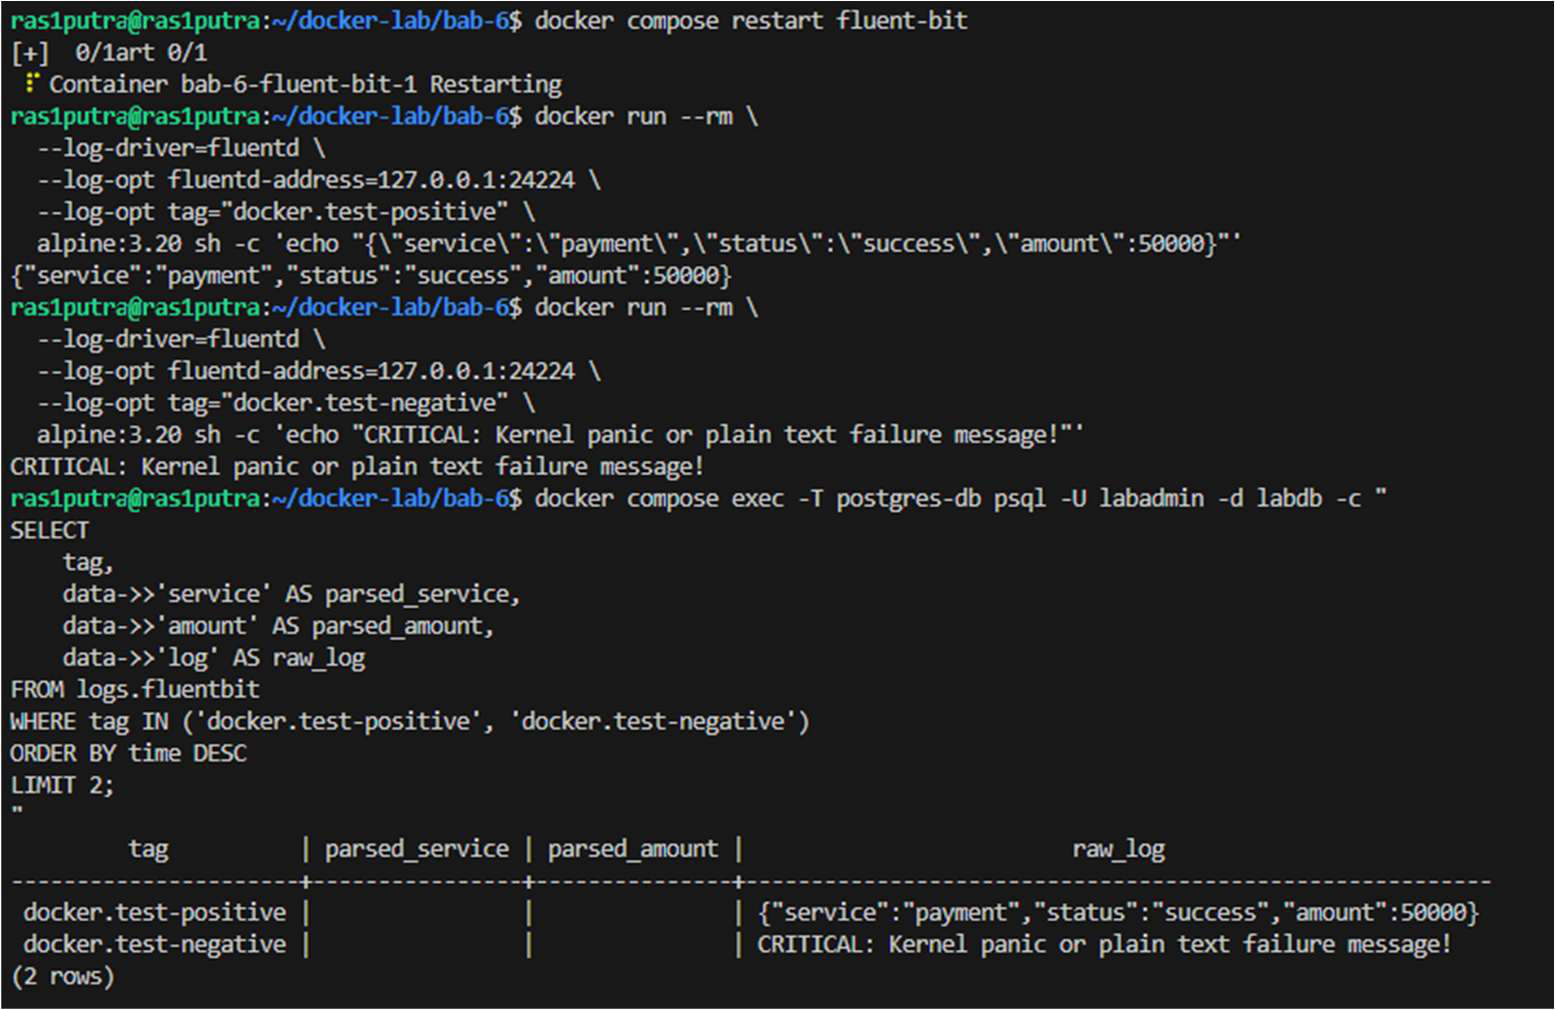 ras1putra@ras1putra:~/docker-lab/bab-6$ docker compose restart fluent-bit
[+]  0/1art 0/1
 ⠏ Container bab-6-fluent-bit-1 Restarting
ras1putra@ras1putra:~/docker-lab/bab-6$ docker run --rm \
  --log-driver=fluentd \
  --log-opt fluentd-address=127.0.0.1:24224 \
  --log-opt tag="docker.test-positive" \
  alpine:3.20 sh -c 'echo "{\"service\":\"payment\",\"status\":\"success\",\"amount\":50000}"'
{"service":"payment","status":"success","amount":50000}
ras1putra@ras1putra:~/docker-lab/bab-6$ docker run --rm \
  --log-driver=fluentd \
  --log-opt fluentd-address=127.0.0.1:24224 \
  --log-opt tag="docker.test-negative" \
  alpine:3.20 sh -c 'echo "CRITICAL: Kernel panic or plain text failure message!"'
CRITICAL: Kernel panic or plain text failure message!
ras1putra@ras1putra:~/docker-lab/bab-6$ docker compose exec -T postgres-db psql -U labadmin -d labdb -c "
SELECT
    tag,
    data->>'service' AS parsed_service,
    data->>'amount' AS parsed_amount,
    data->>'log' AS raw_log
FROM logs.fluentbit
WHERE tag IN ('docker.test-positive', 'docker.test-negative')
ORDER BY time DESC
LIMIT 2;
"
         tag          | parsed_service | parsed_amount |                         raw_log
----------------------+----------------+---------------+---------------------------------------------------------
 docker.test-positive |                |               | {"service":"payment","status":"success","amount":50000}
 docker.test-negative |                |               | CRITICAL: Kernel panic or plain text failure message!
(2 rows)